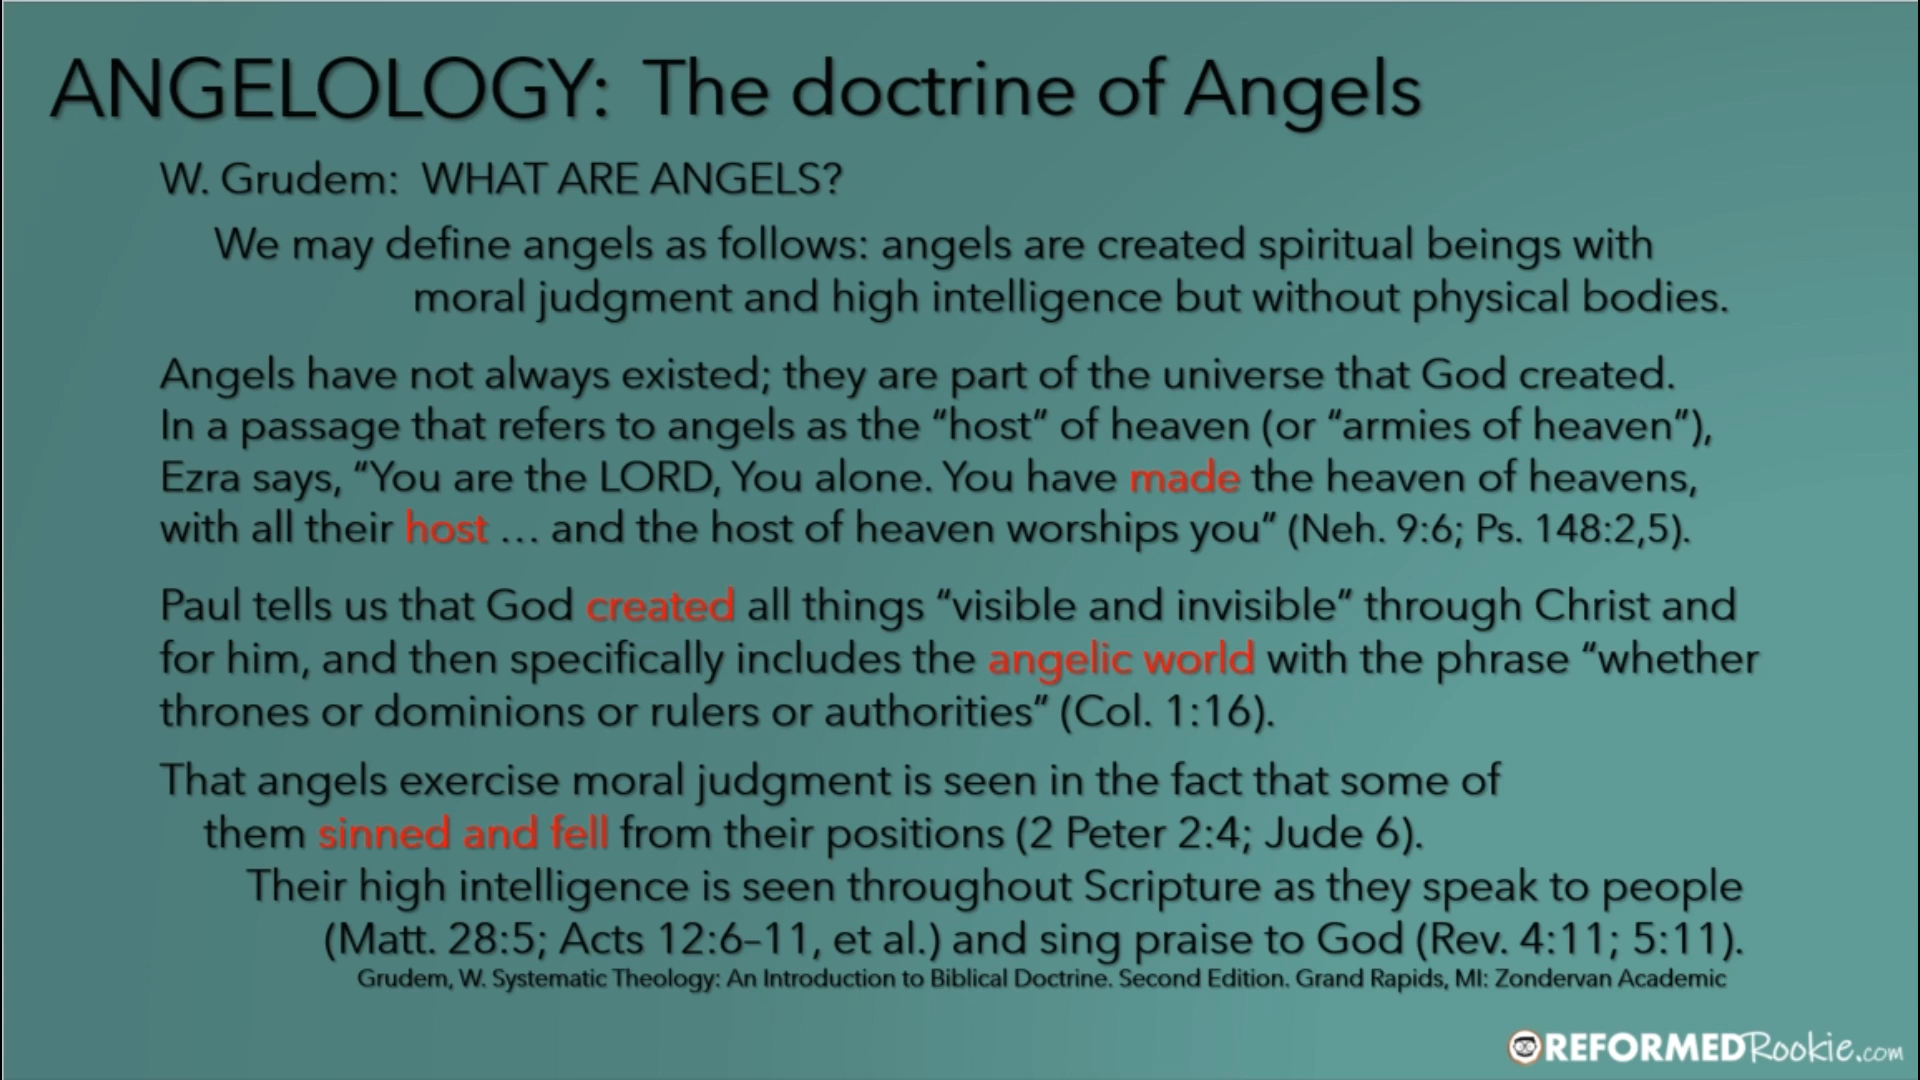 ANGELOLOGY: The doctrine of Angels
W. Grudem: WHAT ARE ANGELS?
We may define angels as follows: angels are created spiritual beings with
moral judgment and high intelligence but without physical bodies.
Angels have not always existed; they are part of the universe that God created.
In a passage that refers to angels as the “host” of heaven (or “armies of heaven”),
Ezra says, “You are the LORD, You alone. You have made the heaven of heavens,
with all their host … and the host of heaven worships you” (Neh. 9:6; Ps. 148:2,5).
Paul tells us that God created all things “visible and invisible” through Christ and
for him, and then specifically includes the angelic world with the phrase “whether
thrones or dominions or rulers or authorities” (Col. 1:16).
That angels exercise moral judgment is seen in the fact that some of
them sinned and fell from their positions (2 Peter 2:4; Jude 6).
Their high intelligence is seen throughout Scripture as they speak to people
(Matt. 28:5; Acts 12:6–11, et al.) and sing praise to God (Rev. 4:11; 5:11).
Grudem, W. Systematic Theology: An Introduction to Biblical Doctrine. Second Edition. Grand Rapids, MI: Zondervan Academic
REFORMEDRookie.com